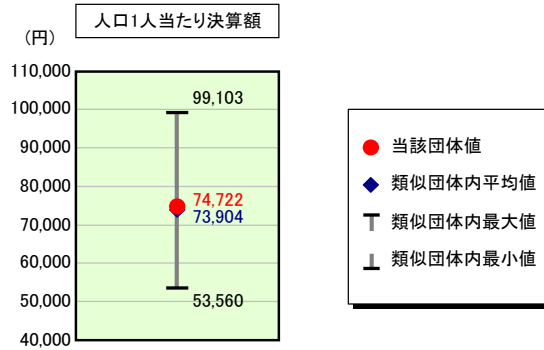 人口1人当たり決算額
(円)
110,000
100,000
90,000
80,000
70,000
60,000
50,000
40,000
99,103
74,722
73,904
53,560
当該団体値
類似団体内平均値
類似団体内最大値
類似団体内最小値